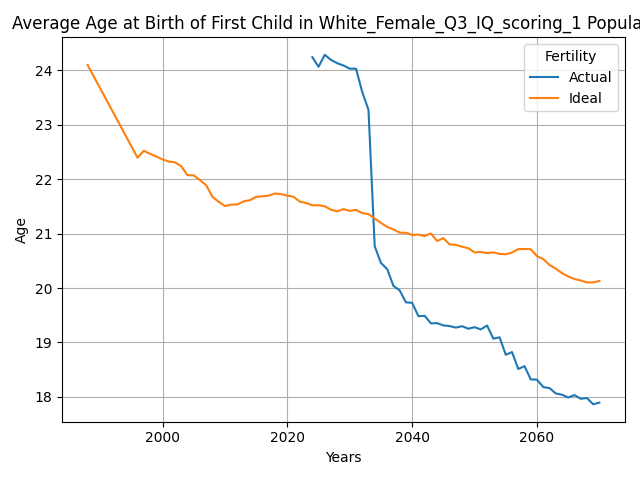 Average Age at Birth of First Child in White_Female_Q3_IQ_scoring_1 Popula
Fertility
Actual
Ideal
Age
24
23
22
21
20
19
18
2000
2020
2040
2060
Years